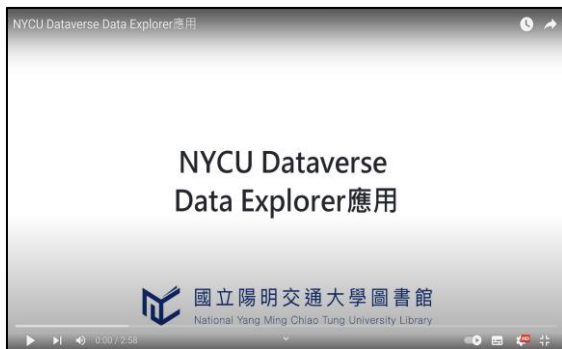 NYCU Dataverse Data Explorer應用
NYCU Dataverse
Data Explorer應用
國立陽明交通大學圖書館
National Yang Ming Chiao Tung University Library
0:00 / 2:58